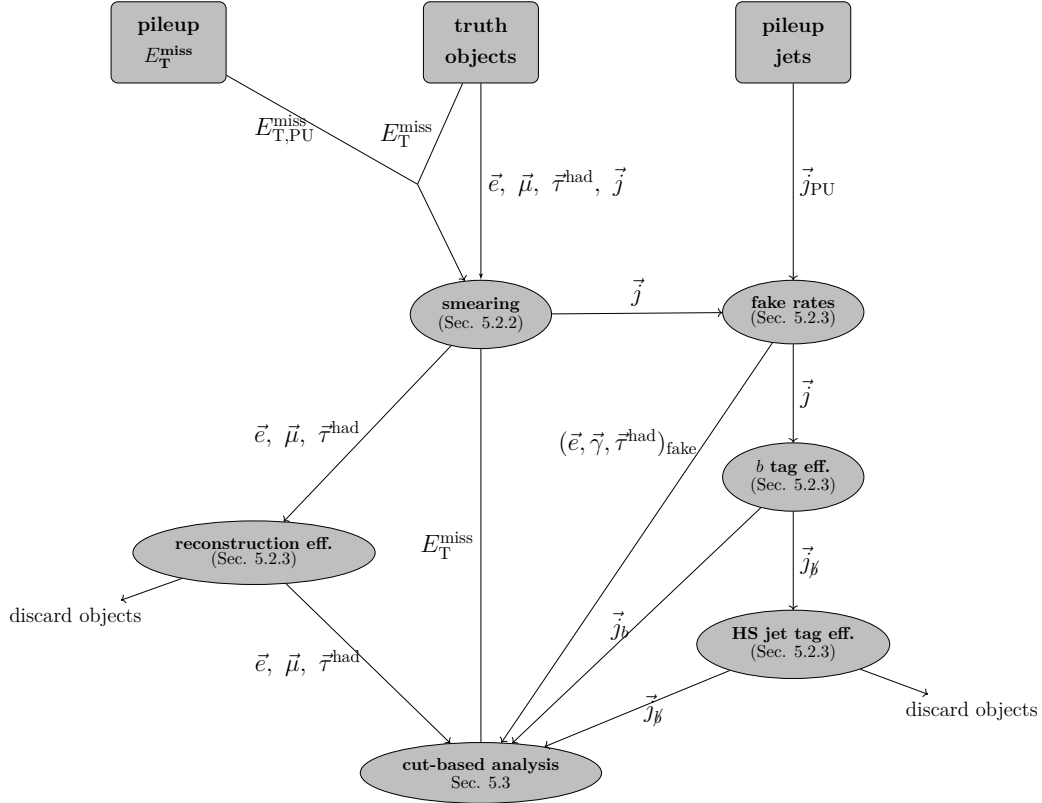 pileup
E_T^miss
truth
objects
pileup
jets
E_{T,PU}^miss
E_T^miss
e⃗, μ⃗, τ⃗^had, j⃗
j⃗_PU
smearing
(Sec. 5.2.2)
j⃗
fake rates
(Sec. 5.2.3)
e⃗, μ⃗, τ⃗^had
(e⃗, γ⃗, τ⃗^had)_fake
j⃗
b tag eff.
(Sec. 5.2.3)
reconstruction eff.
(Sec. 5.2.3)
E_T^miss
j⃗_b̸
discard objects
j⃗_b
HS jet tag eff.
(Sec. 5.2.3)
e⃗, μ⃗, τ⃗^had
j⃗_b̸
discard objects
cut-based analysis
Sec. 5.3